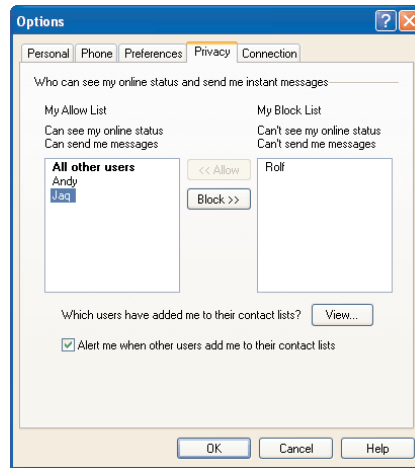 Options
Personal Phone Preferences Privacy Connection
Who can see my online status and send me instant messages
My Allow List
Can see my online status
Can send me messages
All other users
Andy
Jaq
<< Allow
Block >>
My Block List
Can't see my online status
Can't send me messages
Rolf
Which users have added me to their contact lists? View...
Alert me when other users add me to their contact lists
OK Cancel Help